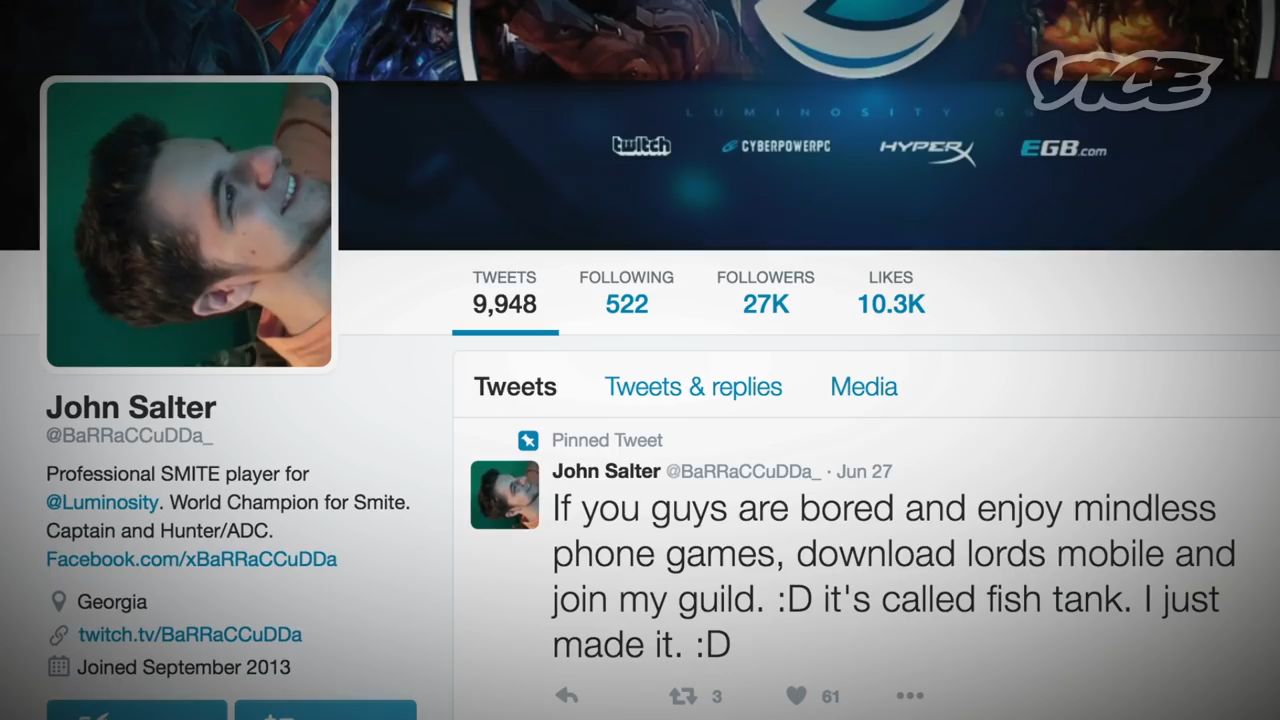 VICE
LUMINOSITY G
twitch
CYBERPOWERPC
HYPERX
EGB.com
TWEETS
FOLLOWING
FOLLOWERS
LIKES
9,948
522
27K
10.3K
Tweets
Tweets & replies
Media
John Salter
@BaRRaCCuDDa_
Professional SMITE player for
@Luminosity. World Champion for Smite.
Captain and Hunter/ADC.
Facebook.com/xBaRRaCCuDDa
Georgia
twitch.tv/BaRRaCCuDDa
Joined September 2013
Pinned Tweet
John Salter @BaRRaCCuDDa_ · Jun 27
If you guys are bored and enjoy mindless
phone games, download lords mobile and
join my guild. :D it's called fish tank. I just
made it. :D
3
61